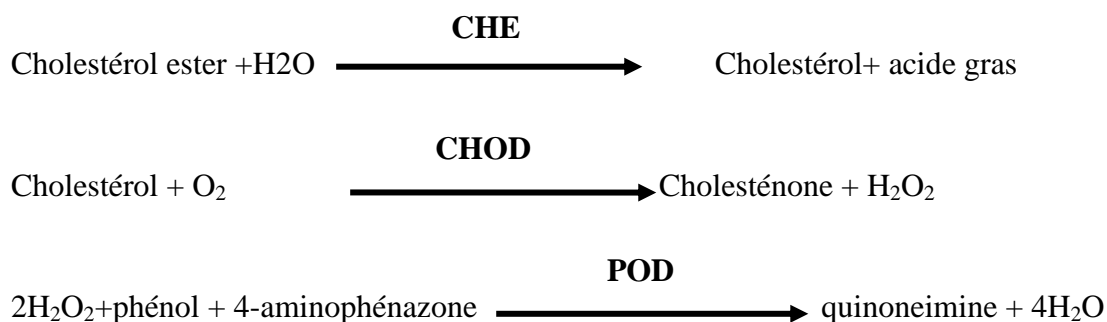 CHE
Cholestérol ester +H2O Cholestérol+ acide gras
CHOD
Cholestérol + O₂ Cholesténone + H₂O₂
POD
2H₂O₂+phénol + 4-aminophénazone quinoneimine + 4H₂O